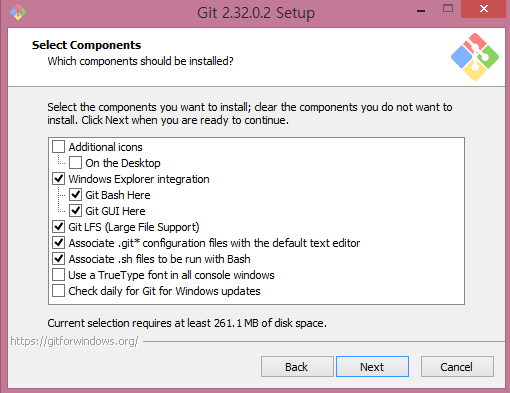 Git 2.32.0.2 Setup
Select Components
Which components should be installed?
Select the components you want to install; clear the components you do not want to
install. Click Next when you are ready to continue.
Additional icons
On the Desktop
Windows Explorer integration
Git Bash Here
Git GUI Here
Git LFS (Large File Support)
Associate .git* configuration files with the default text editor
Associate .sh files to be run with Bash
Use a TrueType font in all console windows
Check daily for Git for Windows updates
Current selection requires at least 261.1 MB of disk space.
https://gitforwindows.org/
Back Next Cancel